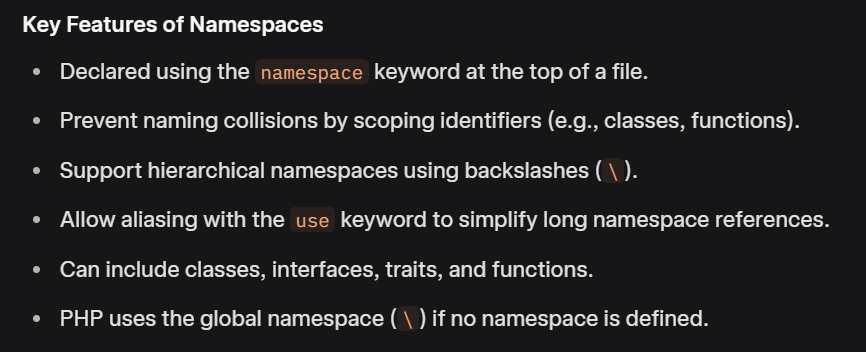 Key Features of Namespaces
• Declared using the namespace keyword at the top of a file.
• Prevent naming collisions by scoping identifiers (e.g., classes, functions).
• Support hierarchical namespaces using backslashes ( \ ).
• Allow aliasing with the use keyword to simplify long namespace references.
• Can include classes, interfaces, traits, and functions.
• PHP uses the global namespace ( \ ) if no namespace is defined.